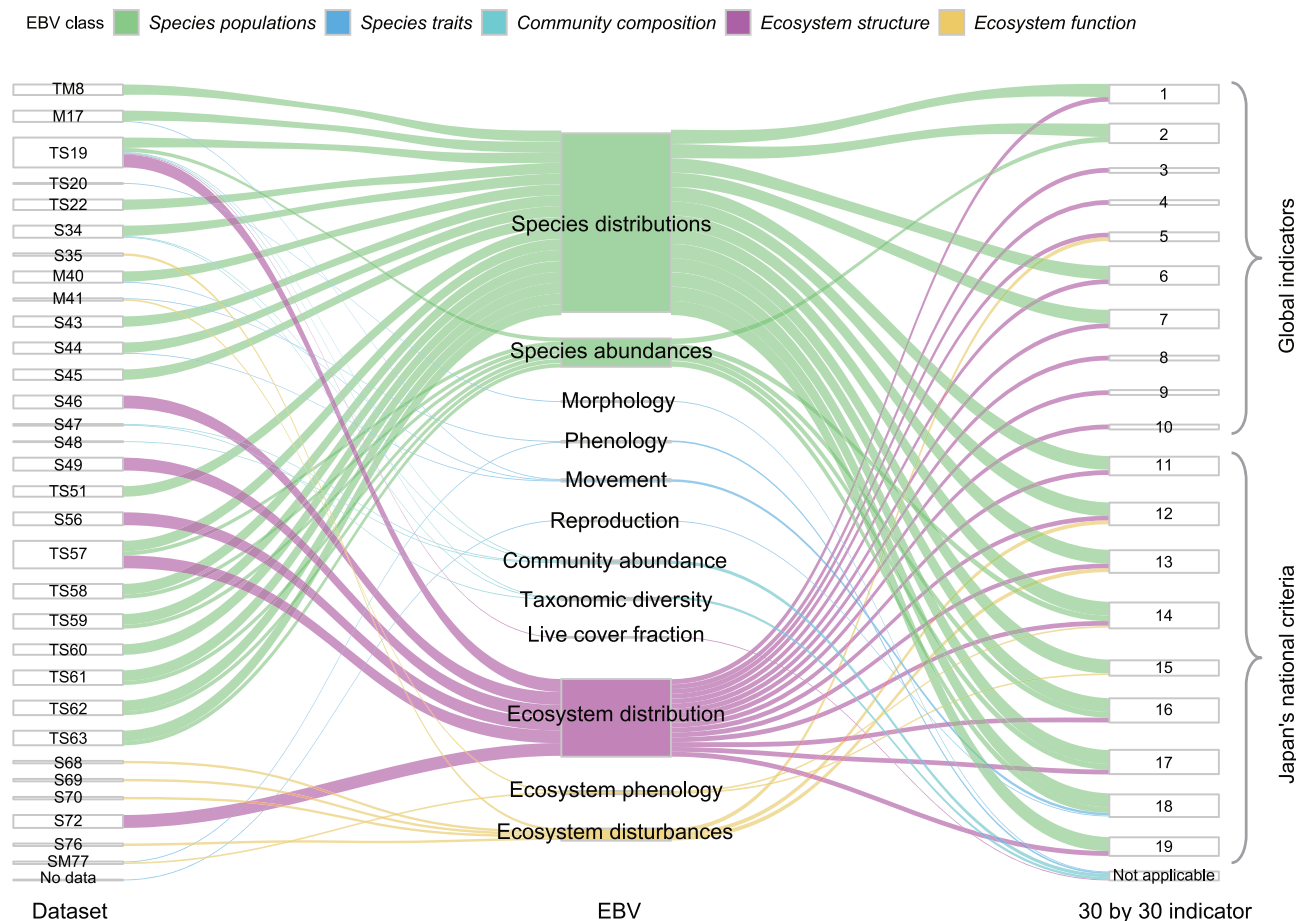 EBV class Species populations Species traits Community composition Ecosystem structure Ecosystem function
TM8
M17
TS19
TS20
TS22
S34
S35
M40
M41
S43
S44
S45
S46
S47
S48
S49
TS51
S56
TS57
TS58
TS59
TS60
TS61
TS62
TS63
S68
S69
S70
S72
S76
SM77
No data
Dataset
Species distributions
Species abundances
Morphology
Phenology
Movement
Reproduction
Community abundance
Taxonomic diversity
Live cover fraction
Ecosystem distribution
Ecosystem phenology
Ecosystem disturbances
EBV
1
2
3
4
5
6
7
8
9
10
11
12
13
14
15
16
17
18
19
Not applicable
30 by 30 indicator
Global indicators
Japan's national criteria